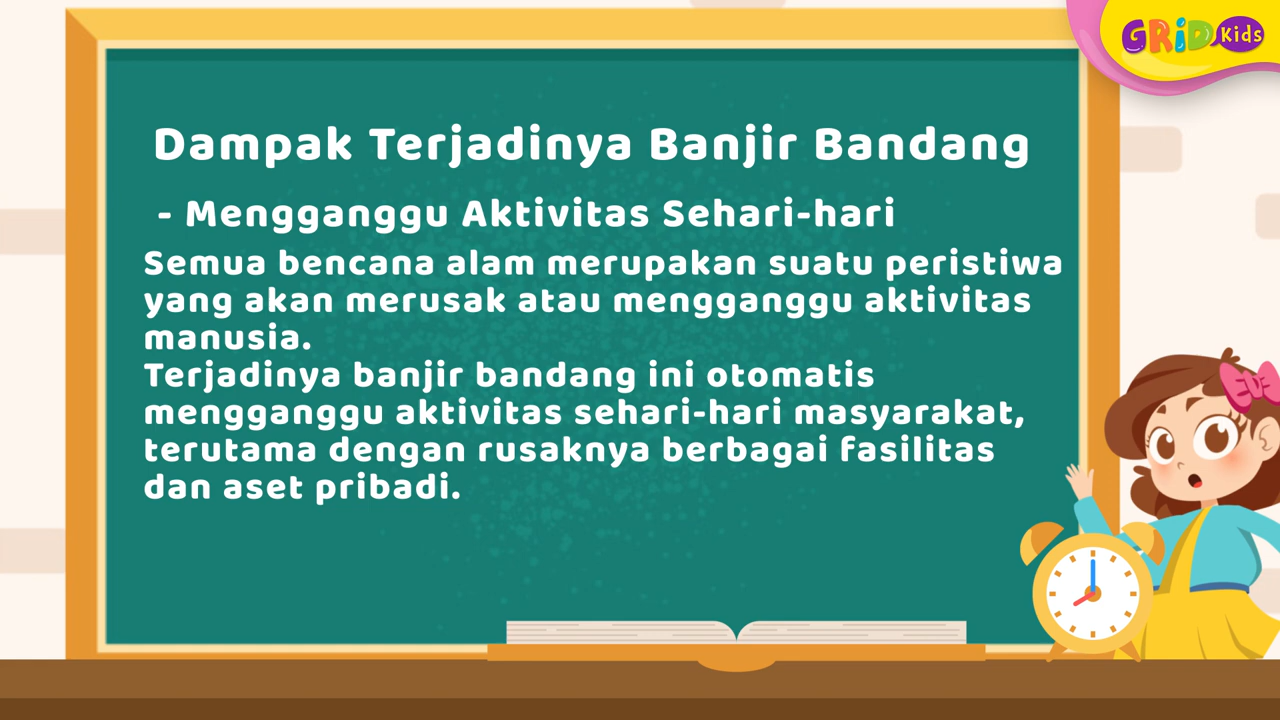 GRiDKids
Dampak Terjadinya Banjir Bandang
- Mengganggu Aktivitas Sehari-hari
Semua bencana alam merupakan suatu peristiwa
yang akan merusak atau mengganggu aktivitas
manusia.
Terjadinya banjir bandang ini otomatis
mengganggu aktivitas sehari-hari masyarakat,
terutama dengan rusaknya berbagai fasilitas
dan aset pribadi.